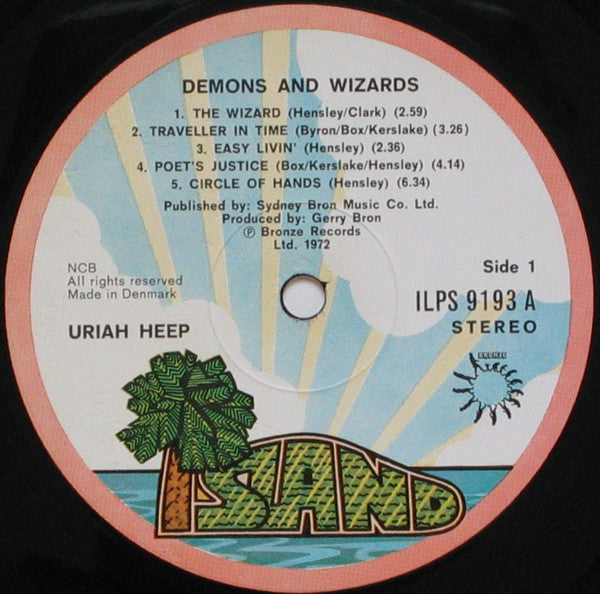 DEMONS AND WIZARDS
1. THE WIZARD (Hensley/Clark) (2.59)
2. TRAVELLER IN TIME (Byron/Box/Kerslake) (3.26)
3. EASY LIVIN' (Hensley) (2.36)
4. POET'S JUSTICE (Box/Kerslake/Hensley) (4.14)
5. CIRCLE OF HANDS (Hensley) (6.34)
Published by: Sydney Bron Music Co. Ltd.
Produced by: Gerry Bron
℗ Bronze Records
Ltd. 1972
NCB
All rights reserved
Made in Denmark
Side 1
ILPS 9193 A
STEREO
URIAH HEEP
BRONZE
ISLAND